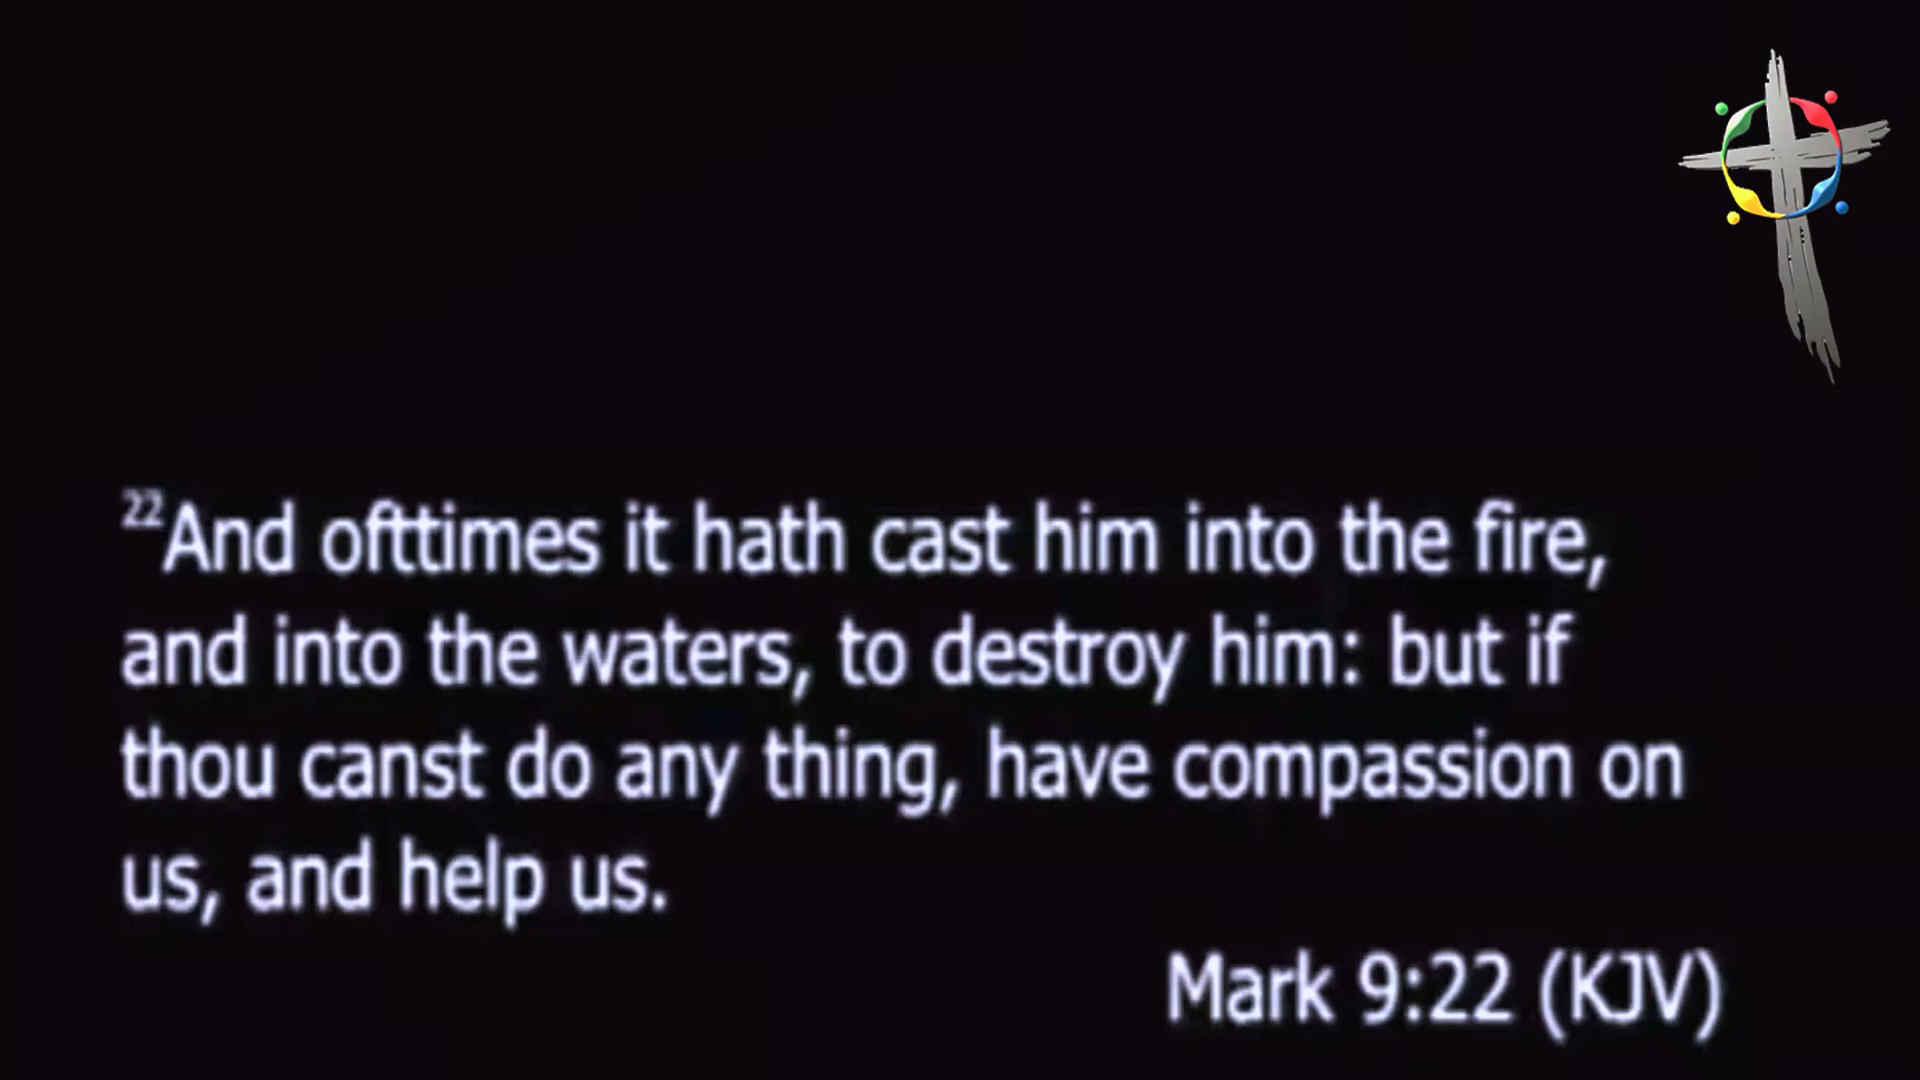 22And ofttimes it hath cast him into the fire,
and into the waters, to destroy him: but if
thou canst do any thing, have compassion on
us, and help us.
Mark 9:22 (KJV)